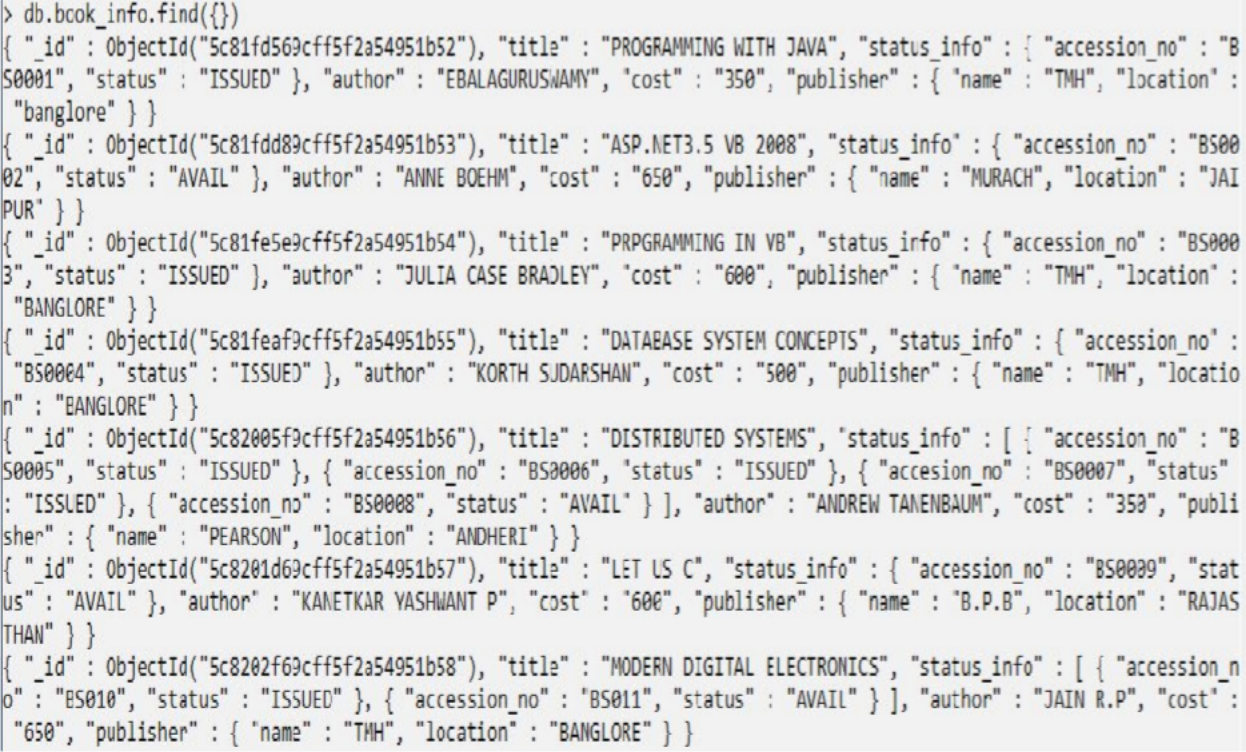 > db.book_info.find({})
{ "_id" : ObjectId("5c81fd569cff5f2a54951b52"), "title" : "PROGRAMMING WITH JAVA", "status_info" : { "accession_no" : "B
S0001", "status" : "ISSUED" }, "author" : "EBALAGURUSWAMY", "cost" : "350", "publisher" : { "name" : "TMH", "location" :
"banglore" } }
{ "_id" : ObjectId("5c81fdd89cff5f2a54951b53"), "title" : "ASP.NET3.5 VB 2008", "status_info" : { "accession_no" : "BS00
02", "status" : "AVAIL" }, "author" : "ANNE BOEHM", "cost" : "650", "publisher" : { "name" : "MURACH", "location" : "JAI
PUR" } }
{ "_id" : ObjectId("5c81fe5e9cff5f2a54951b54"), "title" : "PRPGRAMMING IN VB", "status_info" : { "accession_no" : "BS000
3", "status" : "ISSUED" }, "author" : "JULIA CASE BRADLEY", "cost" : "600", "publisher" : { "name" : "TMH", "location" :
"BANGLORE" } }
{ "_id" : ObjectId("5c81feaf9cff5f2a54951b55"), "title" : "DATABASE SYSTEM CONCEPTS", "status_info" : { "accession_no" :
"BS0004", "status" : "ISSUED" }, "author" : "KORTH SUDARSHAN", "cost" : "500", "publisher" : { "name" : "TMH", "locatio
n" : "BANGLORE" } }
{ "_id" : ObjectId("5c82005f9cff5f2a54951b56"), "title" : "DISTRIBUTED SYSTEMS", "status_info" : [ { "accession_no" : "B
S0005", "status" : "ISSUED" }, { "accession_no" : "BS0006", "status" : "ISSUED" }, { "accesion_no" : "BS0007", "status"
: "ISSUED" }, { "accession_no" : "BS0008", "status" : "AVAIL" } ], "author" : "ANDREW TANENBAUM", "cost" : "350", "publi
sher" : { "name" : "PEARSON", "location" : "ANDHERI" } }
{ "_id" : ObjectId("5c8201d69cff5f2a54951b57"), "title" : "LET US C", "status_info" : { "accession_no" : "BS0009", "stat
us" : "AVAIL" }, "author" : "KANETKAR YASHWANT P", "cost" : "600", "publisher" : { "name" : "B.P.B", "location" : "RAJAS
THAN" } }
{ "_id" : ObjectId("5c8202f69cff5f2a54951b58"), "title" : "MODERN DIGITAL ELECTRONICS", "status_info" : [ { "accession_n
o" : "BS010", "status" : "ISSUED" }, { "accession_no" : "BS011", "status" : "AVAIL" } ], "author" : "JAIN R.P", "cost" :
"650", "publisher" : { "name" : "TMH", "location" : "BANGLORE" } }